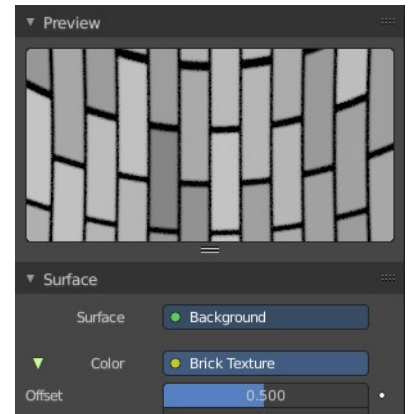 Preview
Surface
Surface Background
Color Brick Texture
Offset 0.500